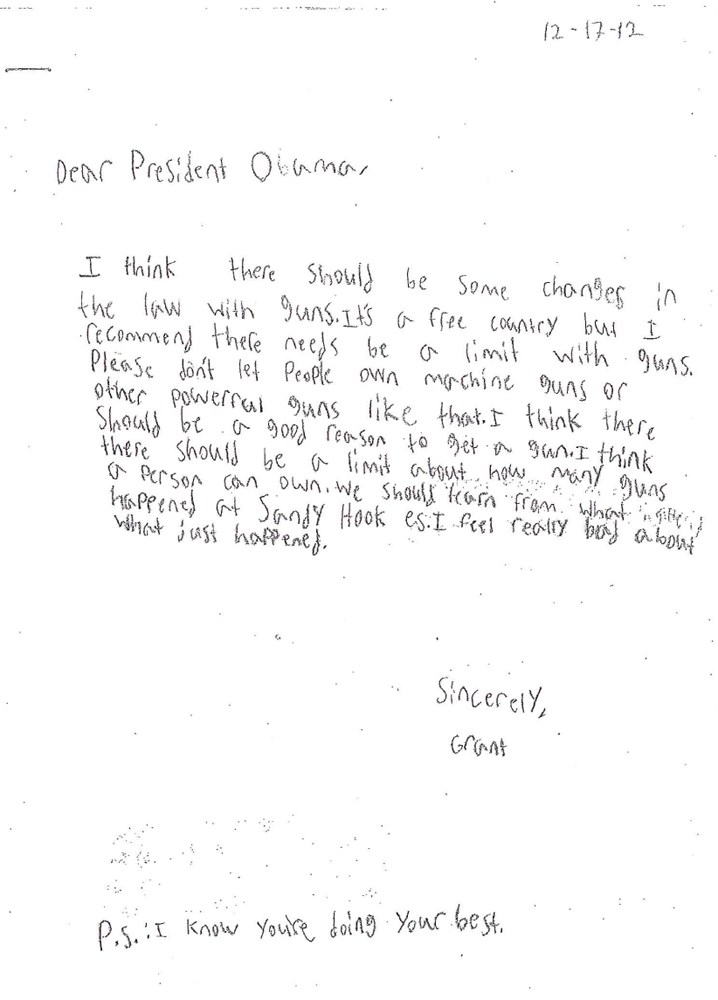 12-17-12
Dear President Obama,
I think there should be some changes in
the law with guns. It's a free country but I
recommend there needs be a limit with guns.
Please don't let People own machine guns or
other powerful guns like that. I think there
should be a good reason to get a gun. I think
there should be a limit about how many guns
a person can own. We should learn from what
happened at Sandy Hook es. I feel really bad about
what just happened.
Sincerely,
Grant
P.S.: I know you're doing your best.